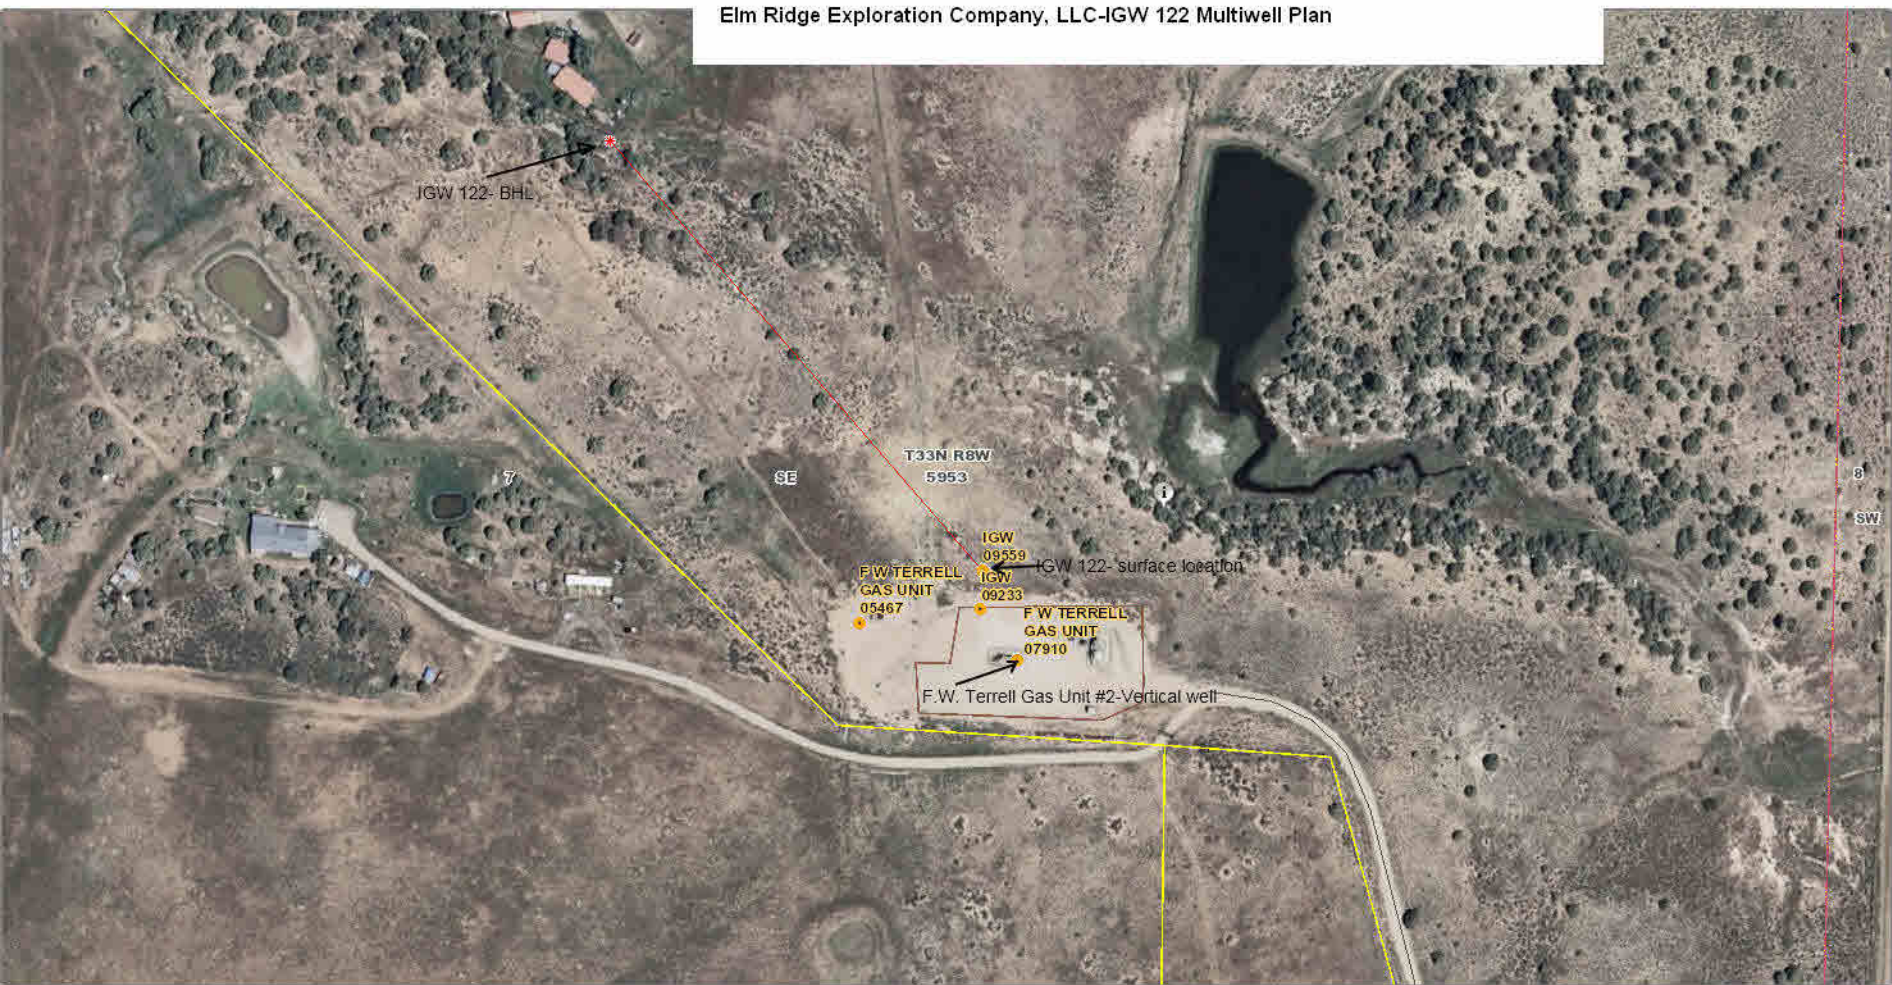 Elm Ridge Exploration Company, LLC-IGW 122 Multiwell Plan
IGW 122- BHL
T33N R8W
5953
7
SE
i
8
SW
IGW
09559
IGW 122- surface location
F W TERRELL
GAS UNIT
05467
IGW
09233
F W TERRELL
GAS UNIT
07910
F.W. Terrell Gas Unit #2-Vertical well